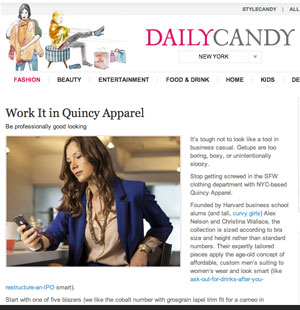 STYLECANDY | ALL
DAILYCANDY
NEW YORK
FASHION BEAUTY ENTERTAINMENT FOOD & DRINK HOME KIDS DE
Work It in Quincy Apparel
Be professionally good looking
It's tough not to look like a tool in
business casual. Getups are too
boring, boxy, or unintentionally
sloozy.
Stop getting screwed in the SFW
clothing department with NYC-based
Quincy Apparel.
Founded by Harvard business school
alums (and tall, curvy girls) Alex
Nelson and Christina Wallace, the
collection is sized according to bra
size and height rather than standard
numbers. Their expertly tailored
pieces apply the age-old concept of
affordable, custom men's suiting to
women's wear and look smart (like
ask-out-for-drinks-after-you-
restructure-an-IPO smart).
Start with one of five blazers (we like the cobalt number with grosgrain lapel trim fit for a cameo in